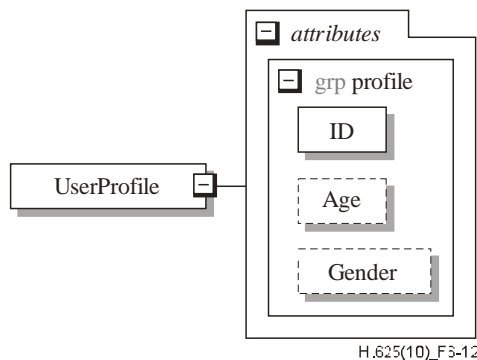 attributes
grp profile
ID
UserProfile
Age
Gender
H.625(10)_F6-12